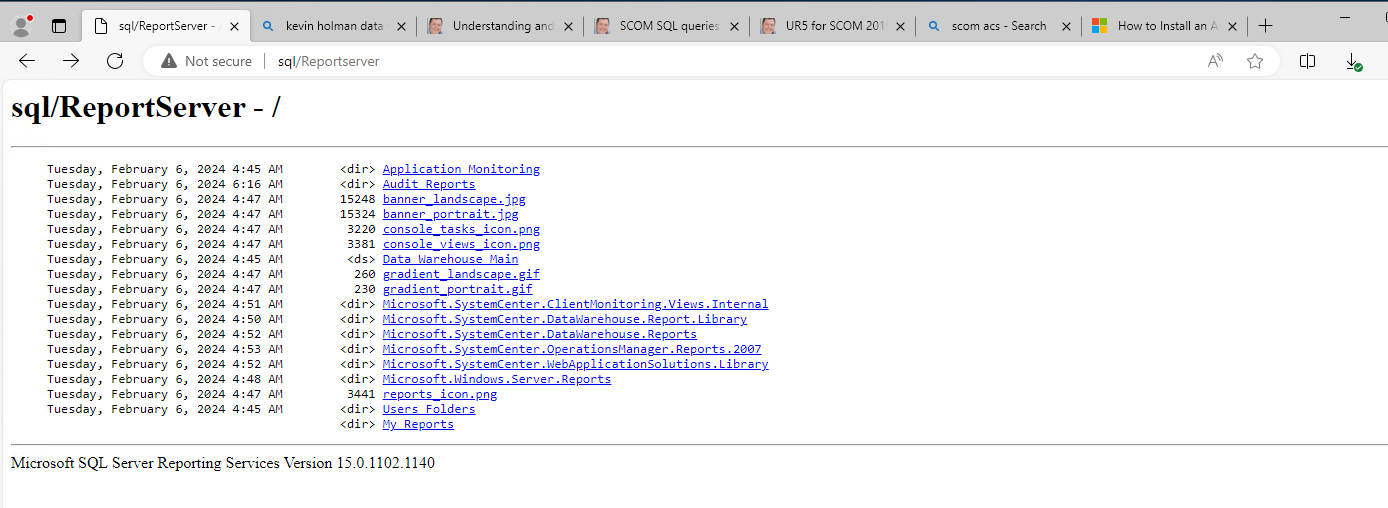 sql/ReportServer - /
kevin holman data
Understanding and
SCOM SQL queries
UR5 for SCOM 201
scom acs - Search
How to Install an A
Not secure
sql/Reportserver
sql/ReportServer - /
Tuesday, February 6, 2024 4:45 AM <dir> Application Monitoring
Tuesday, February 6, 2024 6:16 AM <dir> Audit Reports
Tuesday, February 6, 2024 4:47 AM 15248 banner_landscape.jpg
Tuesday, February 6, 2024 4:47 AM 15324 banner_portrait.jpg
Tuesday, February 6, 2024 4:47 AM 3220 console_tasks_icon.png
Tuesday, February 6, 2024 4:47 AM 3381 console_views_icon.png
Tuesday, February 6, 2024 4:45 AM <ds> Data Warehouse Main
Tuesday, February 6, 2024 4:47 AM 260 gradient_landscape.gif
Tuesday, February 6, 2024 4:47 AM 230 gradient_portrait.gif
Tuesday, February 6, 2024 4:51 AM <dir> Microsoft.SystemCenter.ClientMonitoring.Views.Internal
Tuesday, February 6, 2024 4:50 AM <dir> Microsoft.SystemCenter.DataWarehouse.Report.Library
Tuesday, February 6, 2024 4:52 AM <dir> Microsoft.SystemCenter.DataWarehouse.Reports
Tuesday, February 6, 2024 4:53 AM <dir> Microsoft.SystemCenter.OperationsManager.Reports.2007
Tuesday, February 6, 2024 4:52 AM <dir> Microsoft.SystemCenter.WebApplicationSolutions.Library
Tuesday, February 6, 2024 4:48 AM <dir> Microsoft.Windows.Server.Reports
Tuesday, February 6, 2024 4:47 AM 3441 reports_icon.png
Tuesday, February 6, 2024 4:45 AM <dir> Users Folders
<dir> My Reports
Microsoft SQL Server Reporting Services Version 15.0.1102.1140